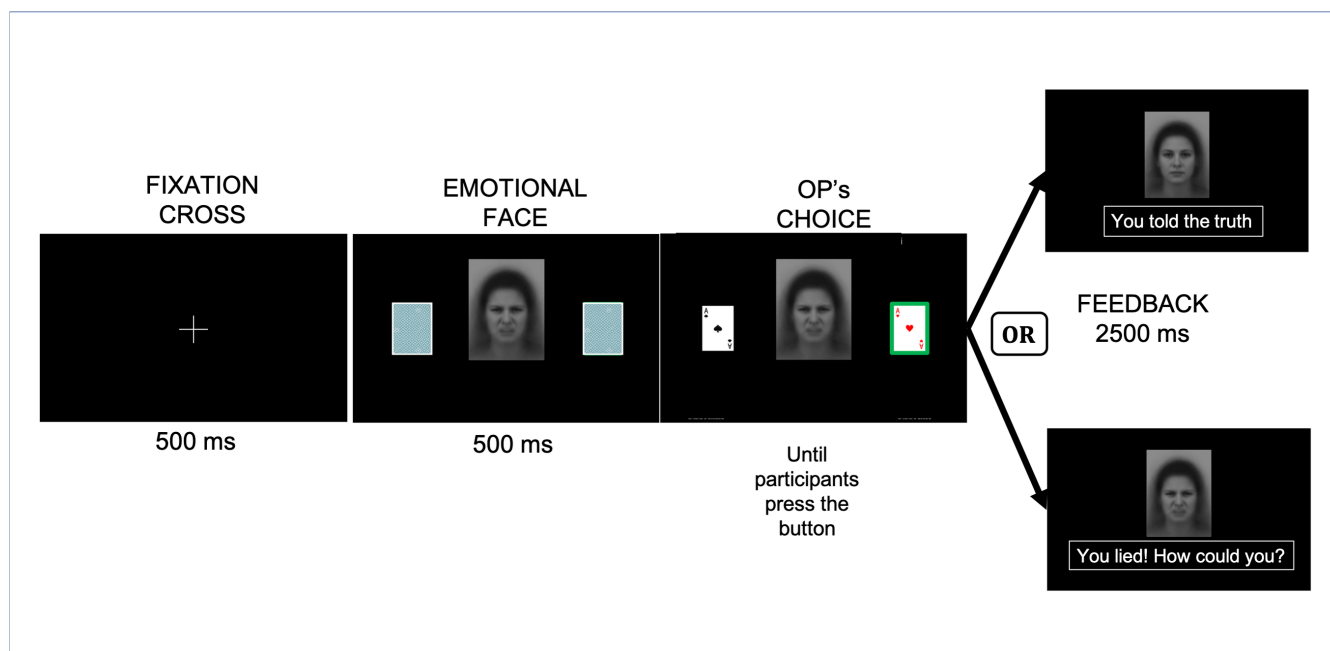 FIXATION
CROSS
500 ms
EMOTIONAL
FACE
500 ms
OP's
CHOICE
A
A
A
A
Until
participants
press the
button
OR
You told the truth
FEEDBACK
2500 ms
You lied! How could you?